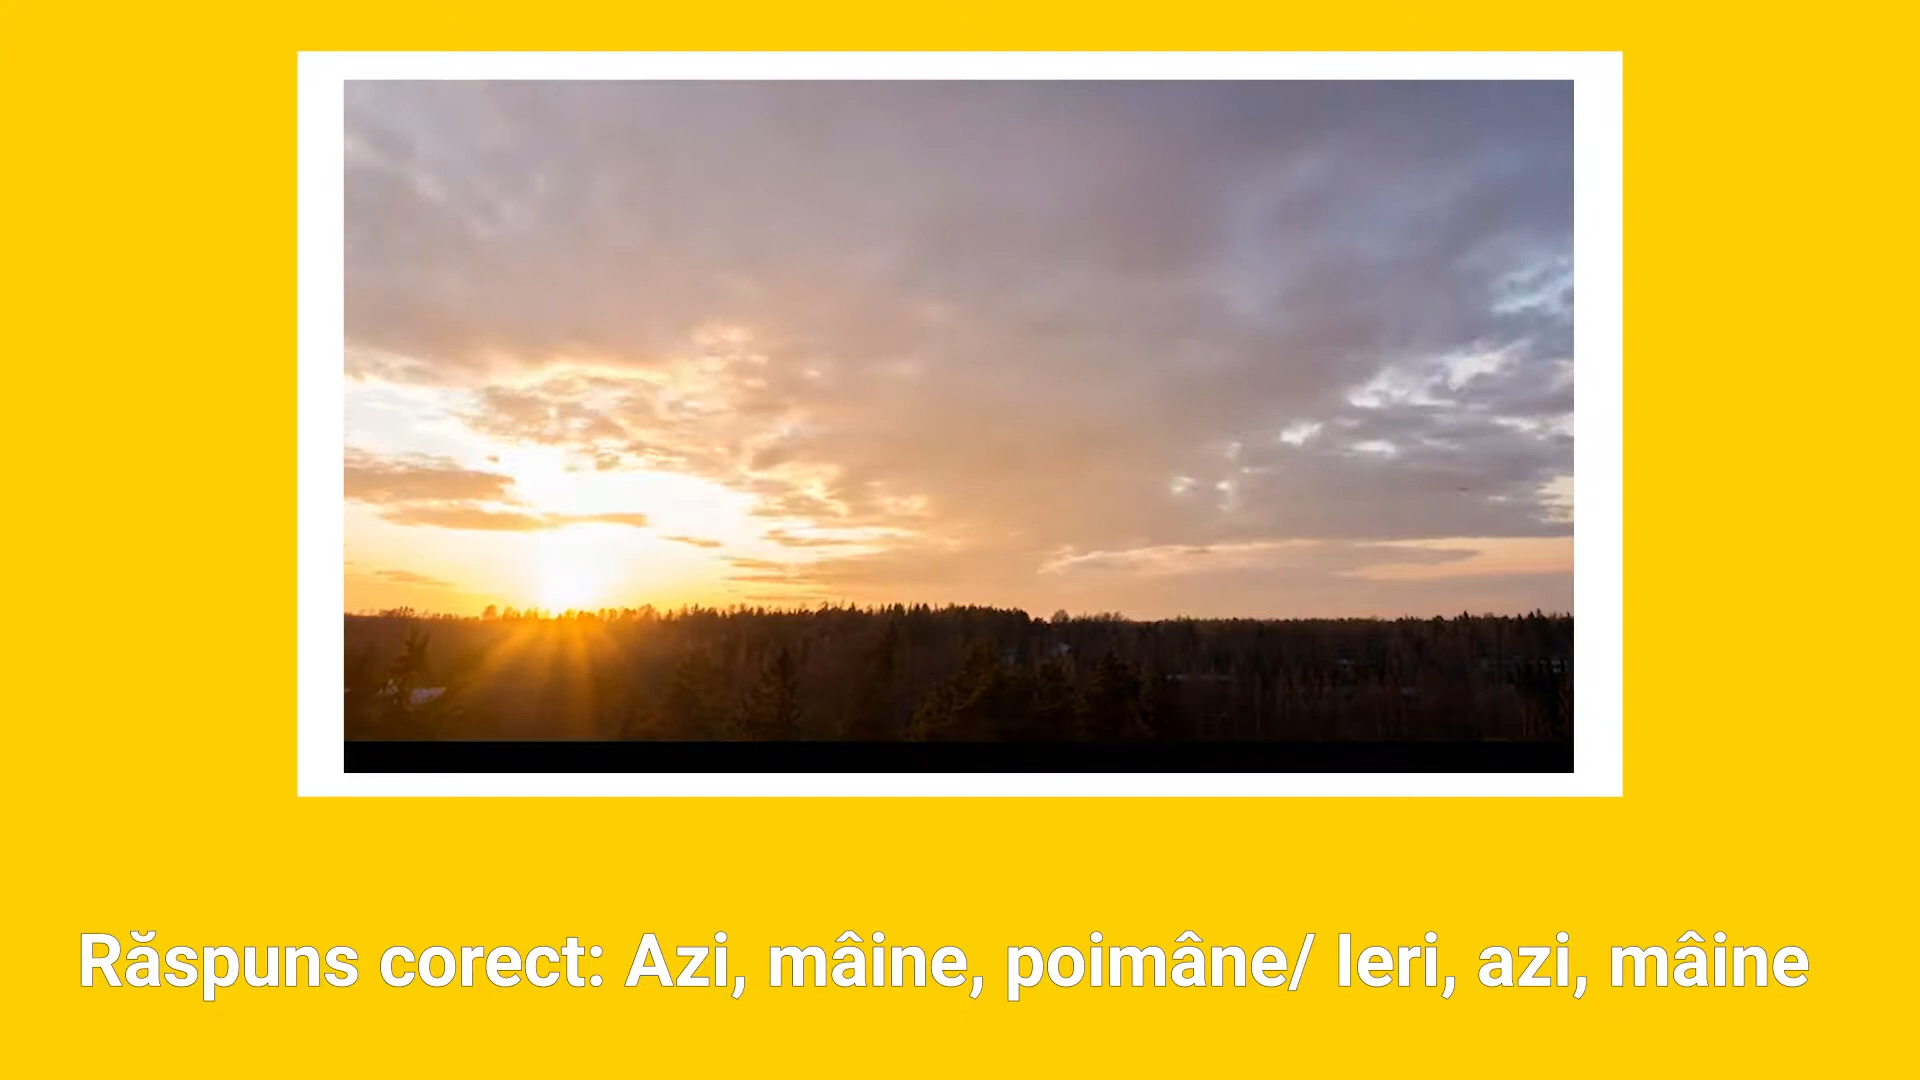 Răspuns corect: Azi, mâine, poimâne/ Ieri, azi, mâine